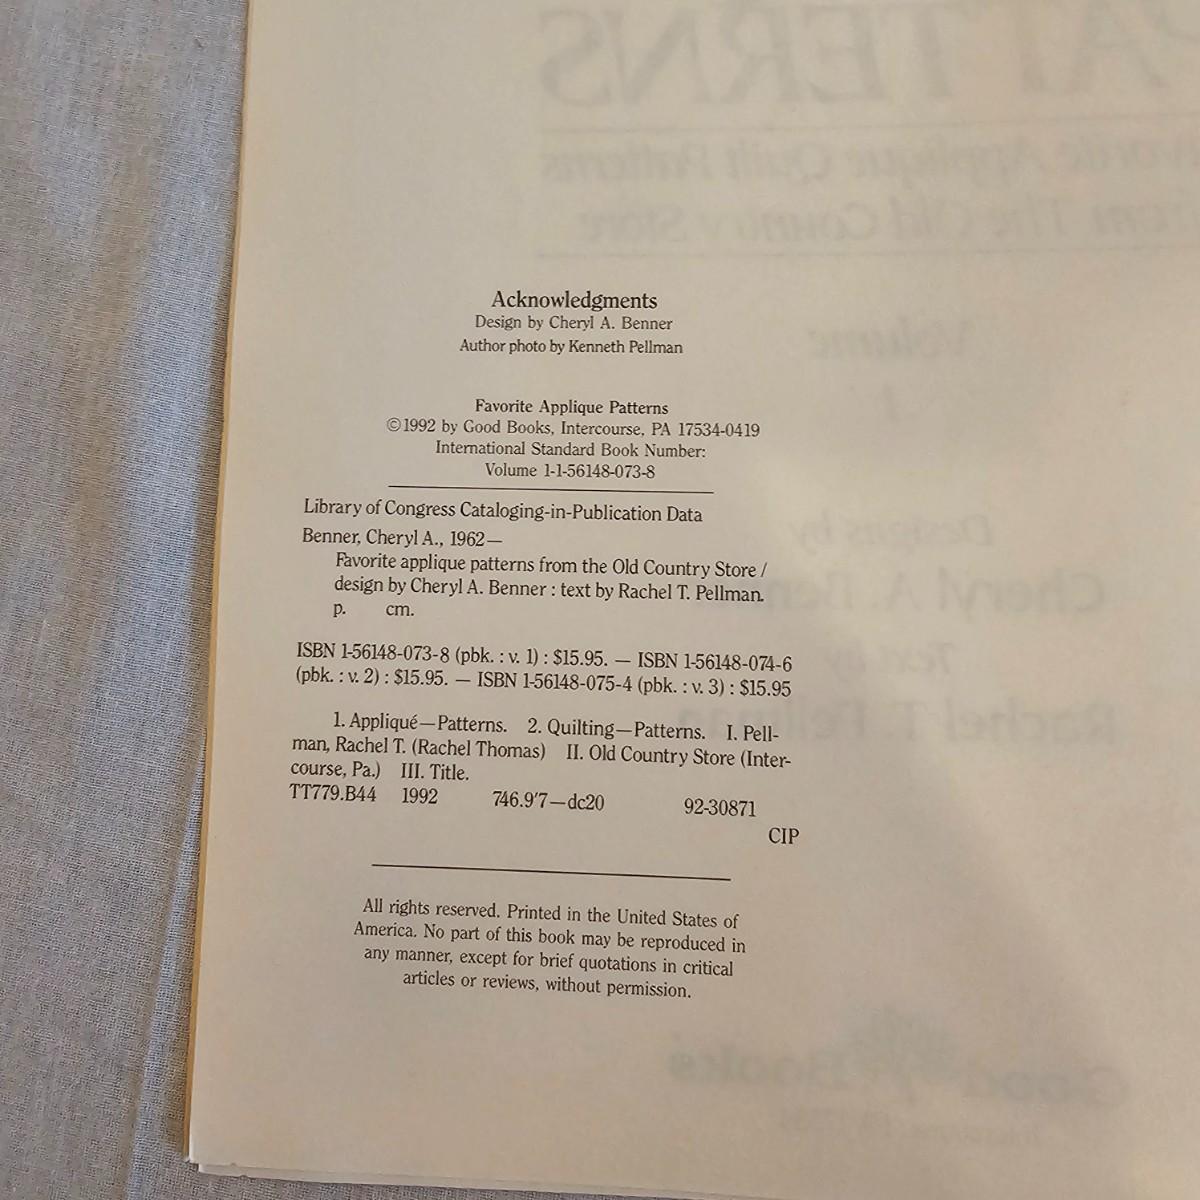 Acknowledgments
Design by Cheryl A. Benner
Author photo by Kenneth Pellman
Favorite Applique Patterns
©1992 by Good Books, Intercourse, PA 17534-0419
International Standard Book Number:
Volume 1-1-56148-073-8
Library of Congress Cataloging-in-Publication Data
Benner, Cheryl A., 1962—
Favorite applique patterns from the Old Country Store /
design by Cheryl A. Benner : text by Rachel T. Pellman.
p. cm.
ISBN 1-56148-073-8 (pbk. : v. 1) : $15.95. — ISBN 1-56148-074-6
(pbk. : v. 2) : $15.95. — ISBN 1-56148-075-4 (pbk. : v. 3) : $15.95
1. Appliqué—Patterns. 2. Quilting—Patterns. I. Pell-
man, Rachel T. (Rachel Thomas) II. Old Country Store (Inter-
course, Pa.) III. Title.
TT779.B44 1992 746.9'7—dc20 92-30871
CIP
All rights reserved. Printed in the United States of
America. No part of this book may be reproduced in
any manner, except for brief quotations in critical
articles or reviews, without permission.